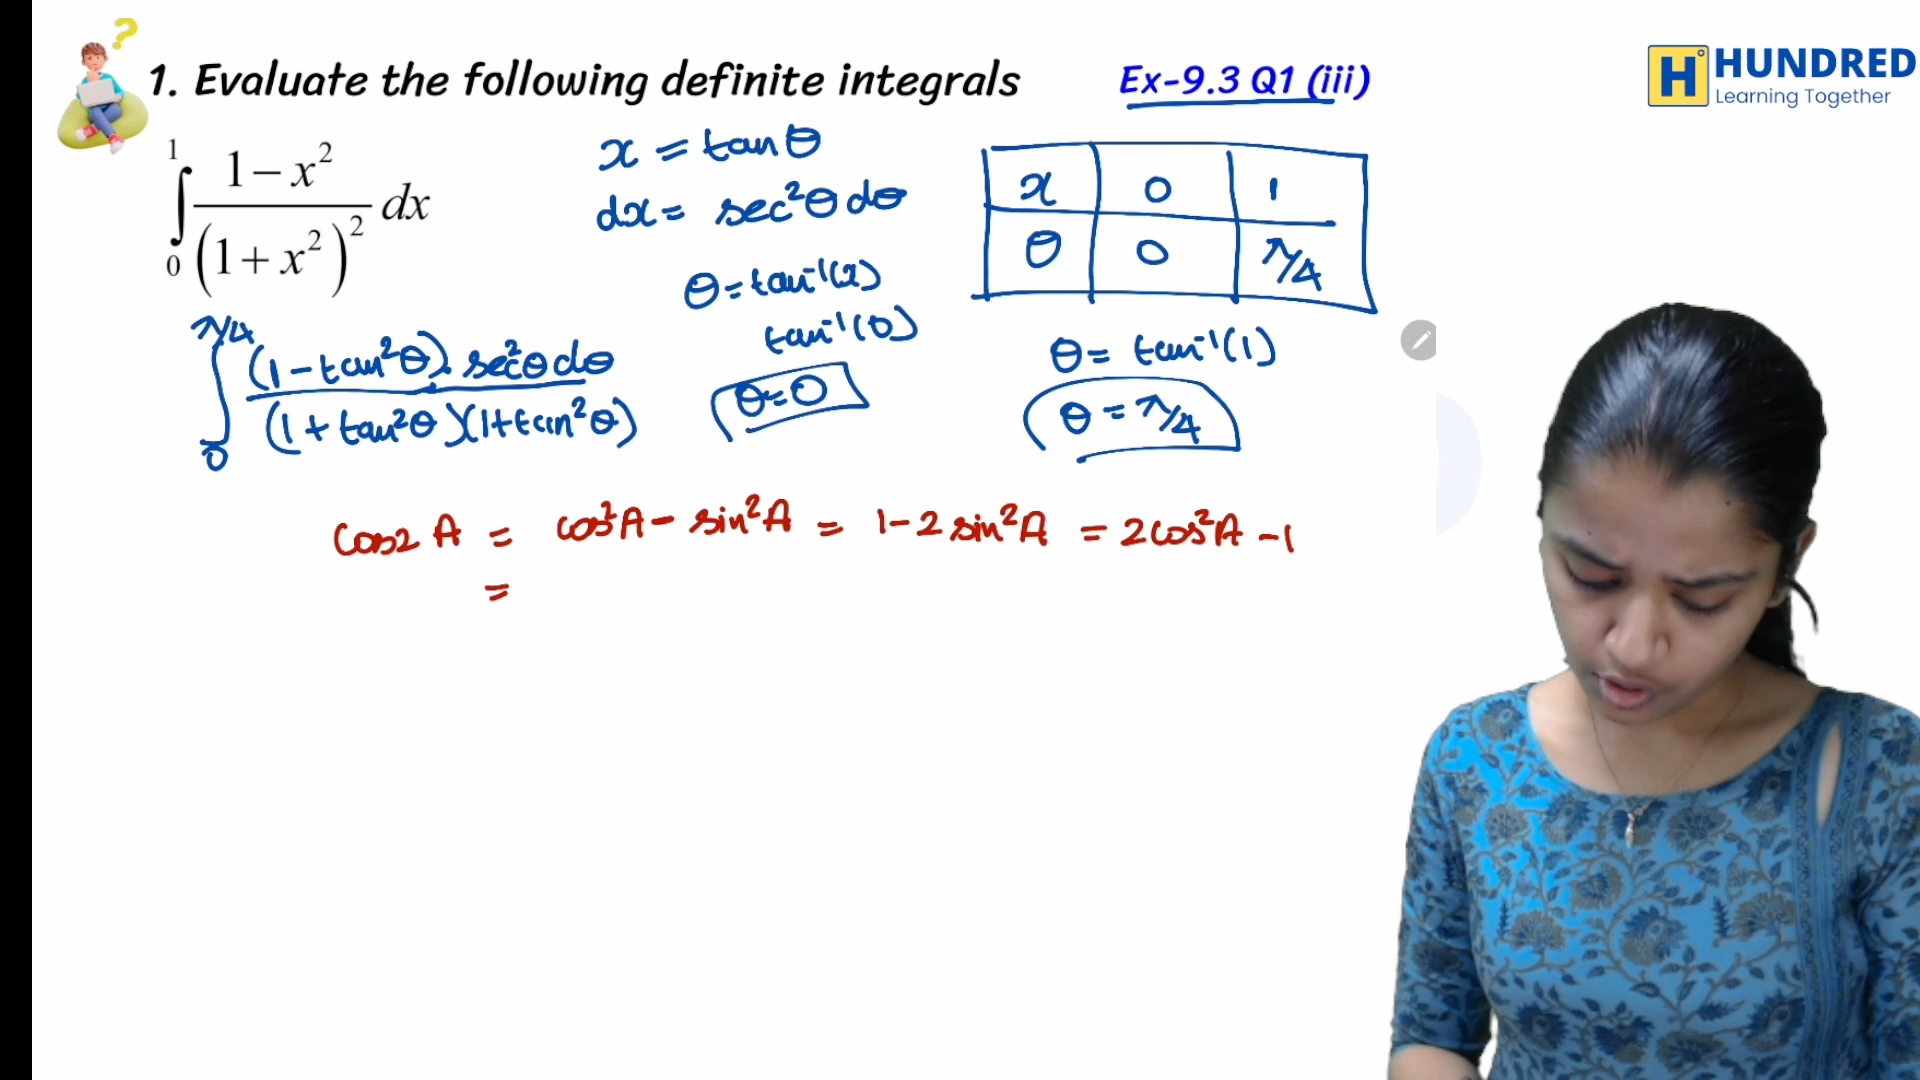 1. Evaluate the following definite integrals
Ex-9.3 Q1 (iii)
H HUNDRED
Learning Together
∫₀¹ (1-x²)/(1+x²)² dx
x = tanθ
dx = sec²θ dθ
x 0 1
θ 0 π/4
θ = tan⁻¹(x)
tan⁻¹(0)
θ = 0
θ = tan⁻¹(1)
θ = π/4
∫₀^π/4 (1-tan²θ). sec²θ dθ / (1+tan²θ)(1+tan²θ)
cos2A = cos²A - sin²A = 1-2sin²A = 2cos²A -1
=